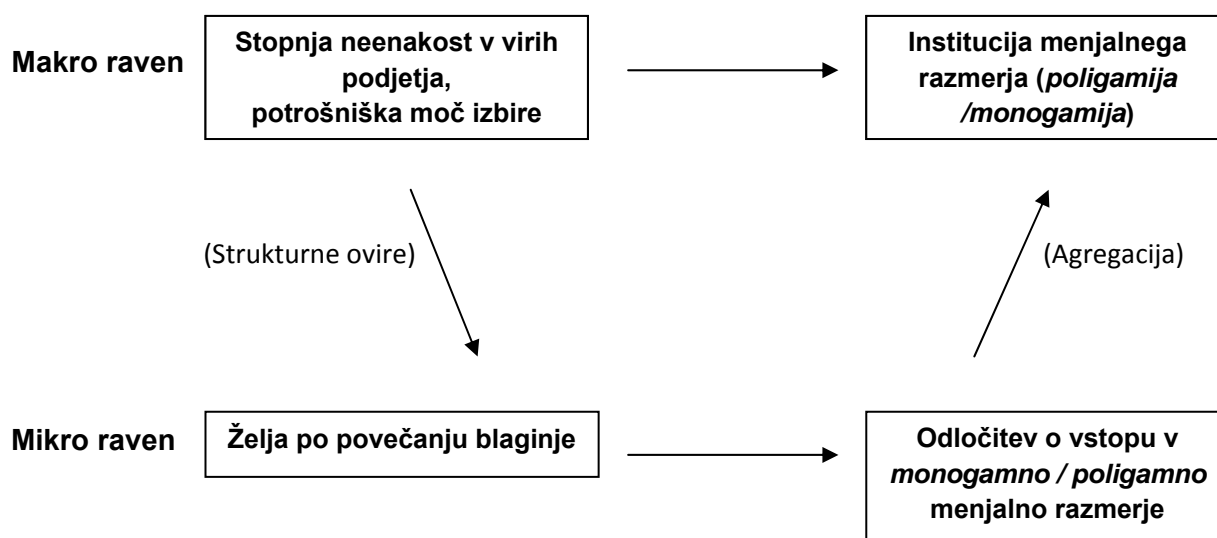 Makro raven
Stopnja neenakost v virih
podjetja,
potrošniška moč izbire
Institucija menjalnega
razmerja (poligamija
/monogamija)
(Strukturne ovire)
(Agregacija)
Mikro raven
Želja po povečanju blaginje
Odločitev o vstopu v
monogamno / poligamno
menjalno razmerje